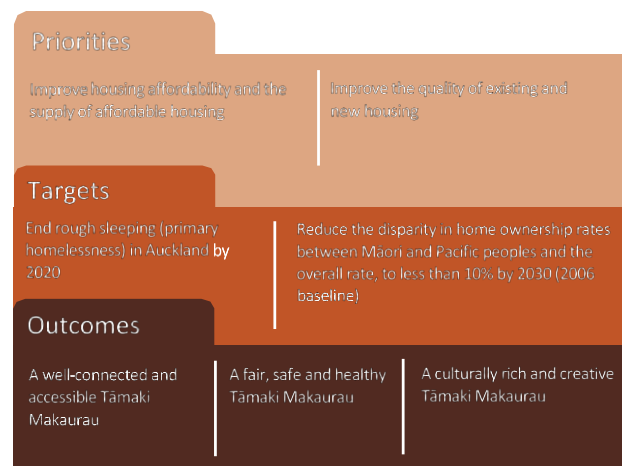 Priorities
Improve housing affordability and the
supply of affordable housing
Improve the quality of existing and
new housing
Targets
End rough sleeping (primary
homelessness) in Auckland by
2020
Reduce the disparity in home ownership rates
between Māori and Pacific peoples and the
overall rate, to less than 10% by 2030 (2006
baseline)
Outcomes
A well-connected and
accessible Tāmaki
Makaurau
A fair, safe and healthy
Tāmaki Makaurau
A culturally rich and creative
Tāmaki Makaurau